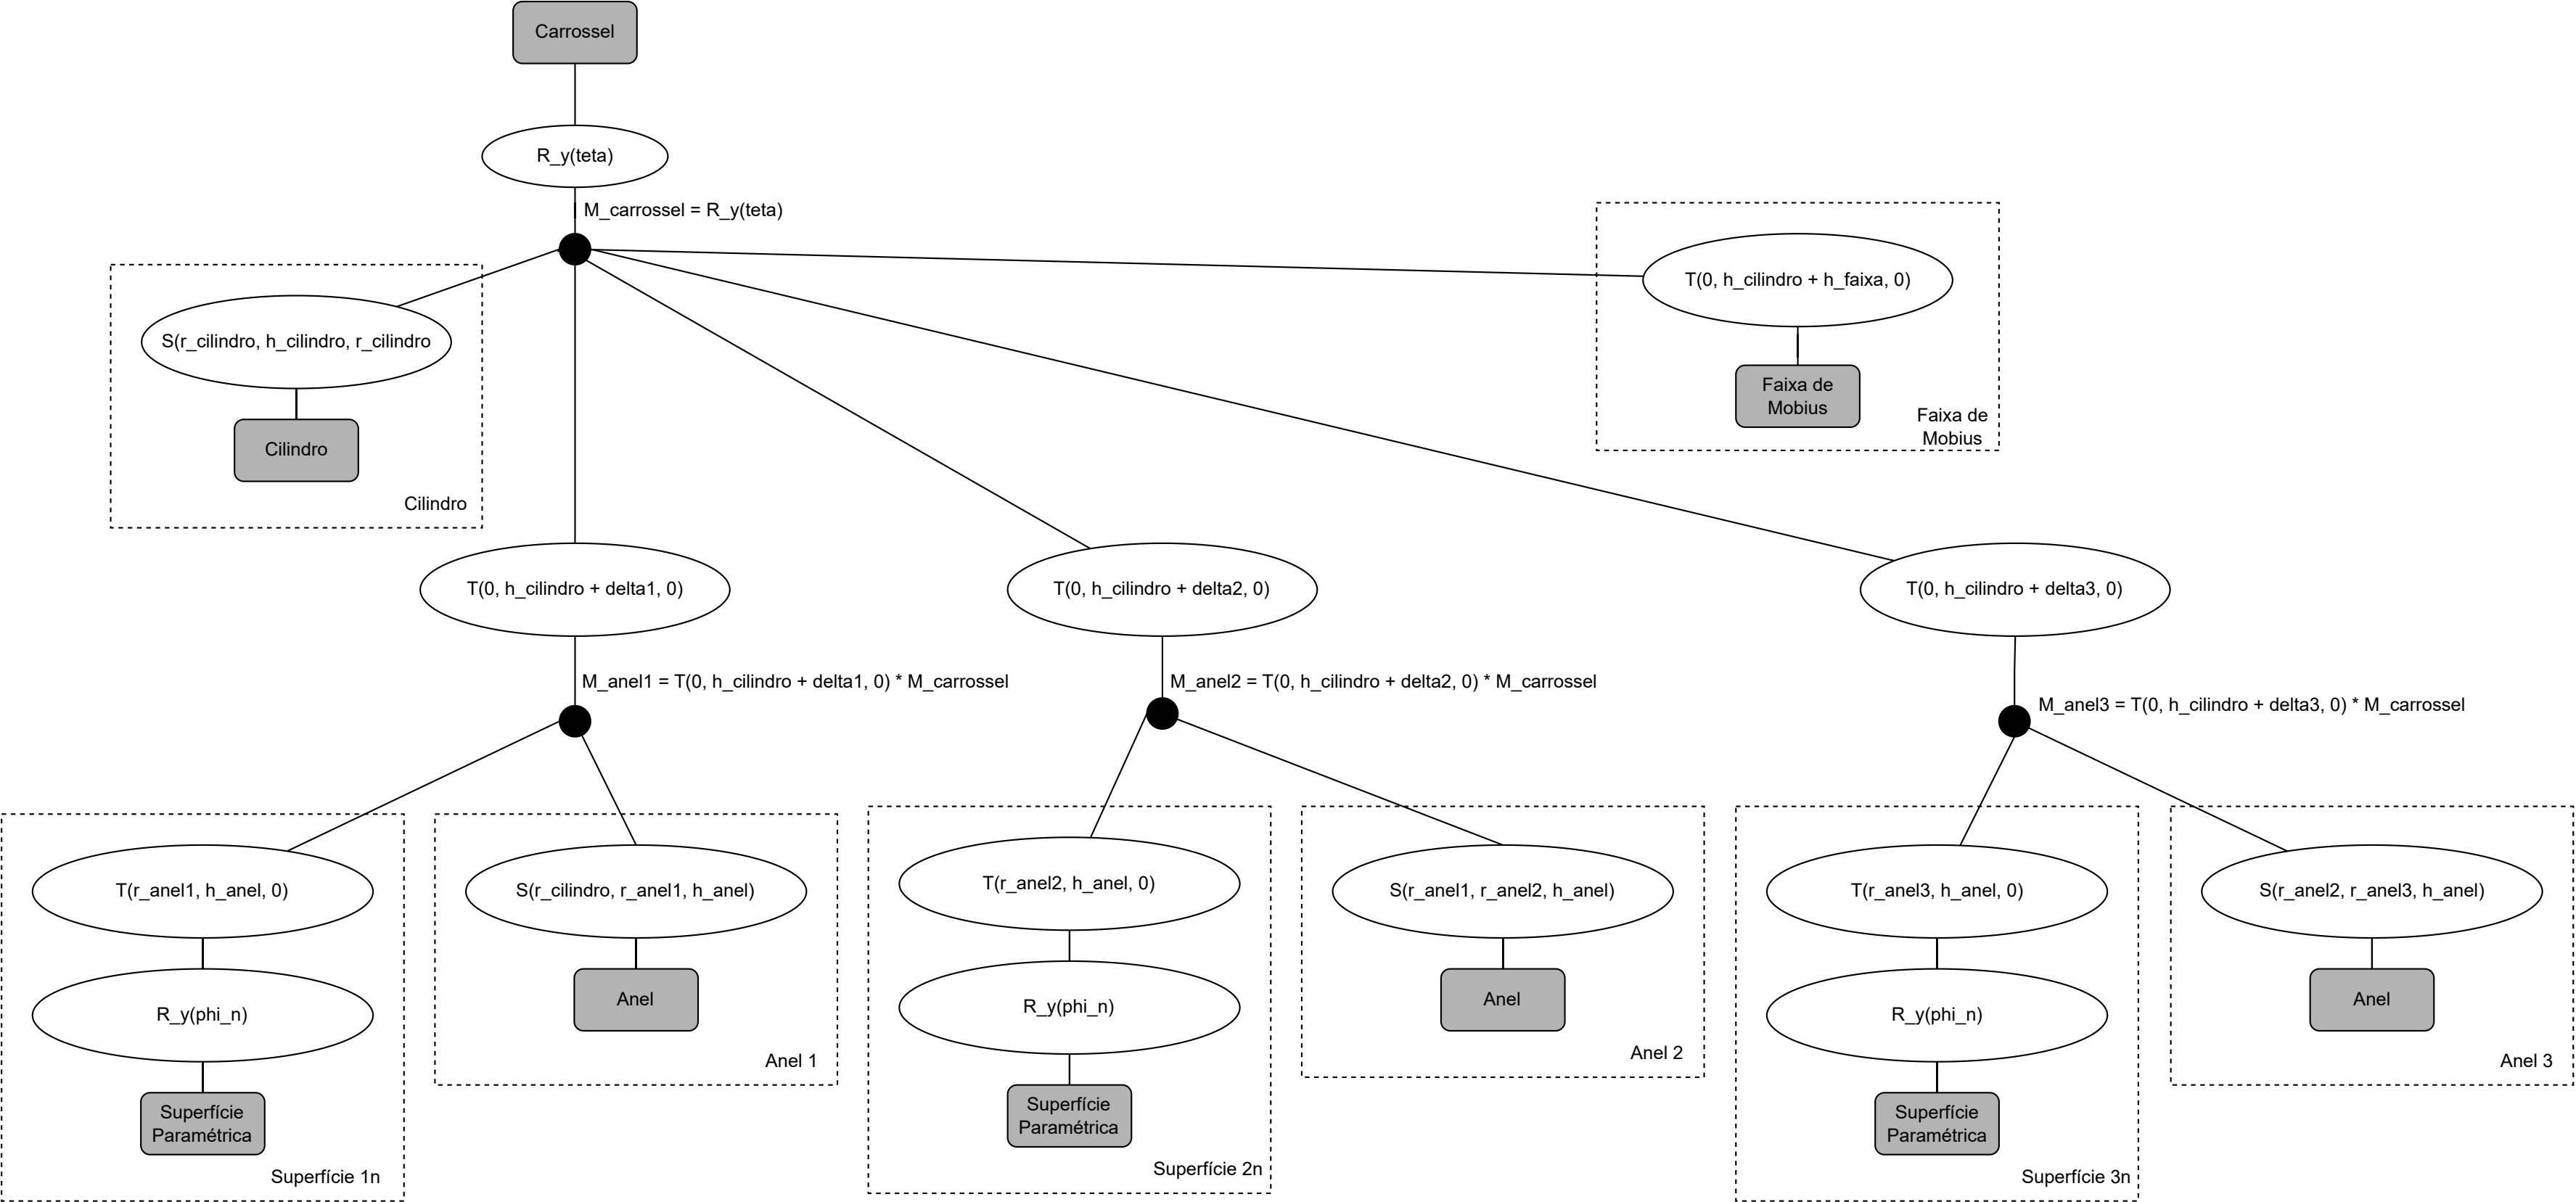 Carrossel
R_y(teta)
M_carrossel = R_y(teta)
S(r_cilindro, h_cilindro, r_cilindro
Cilindro
Cilindro
T(0, h_cilindro + h_faixa, 0)
Faixa de
Mobius
Faixa de
Mobius
T(0, h_cilindro + delta1, 0)
T(0, h_cilindro + delta2, 0)
T(0, h_cilindro + delta3, 0)
M_anel1 = T(0, h_cilindro + delta1, 0) * M_carrossel
M_anel2 = T(0, h_cilindro + delta2, 0) * M_carrossel
M_anel3 = T(0, h_cilindro + delta3, 0) * M_carrossel
T(r_anel1, h_anel, 0)
R_y(phi_n)
Superfície
Paramétrica
Superfície 1n
S(r_cilindro, r_anel1, h_anel)
Anel
Anel 1
T(r_anel2, h_anel, 0)
R_y(phi_n)
Superfície
Paramétrica
Superfície 2n
S(r_anel1, r_anel2, h_anel)
Anel
Anel 2
T(r_anel3, h_anel, 0)
R_y(phi_n)
Superfície
Paramétrica
Superfície 3n
S(r_anel2, r_anel3, h_anel)
Anel
Anel 3